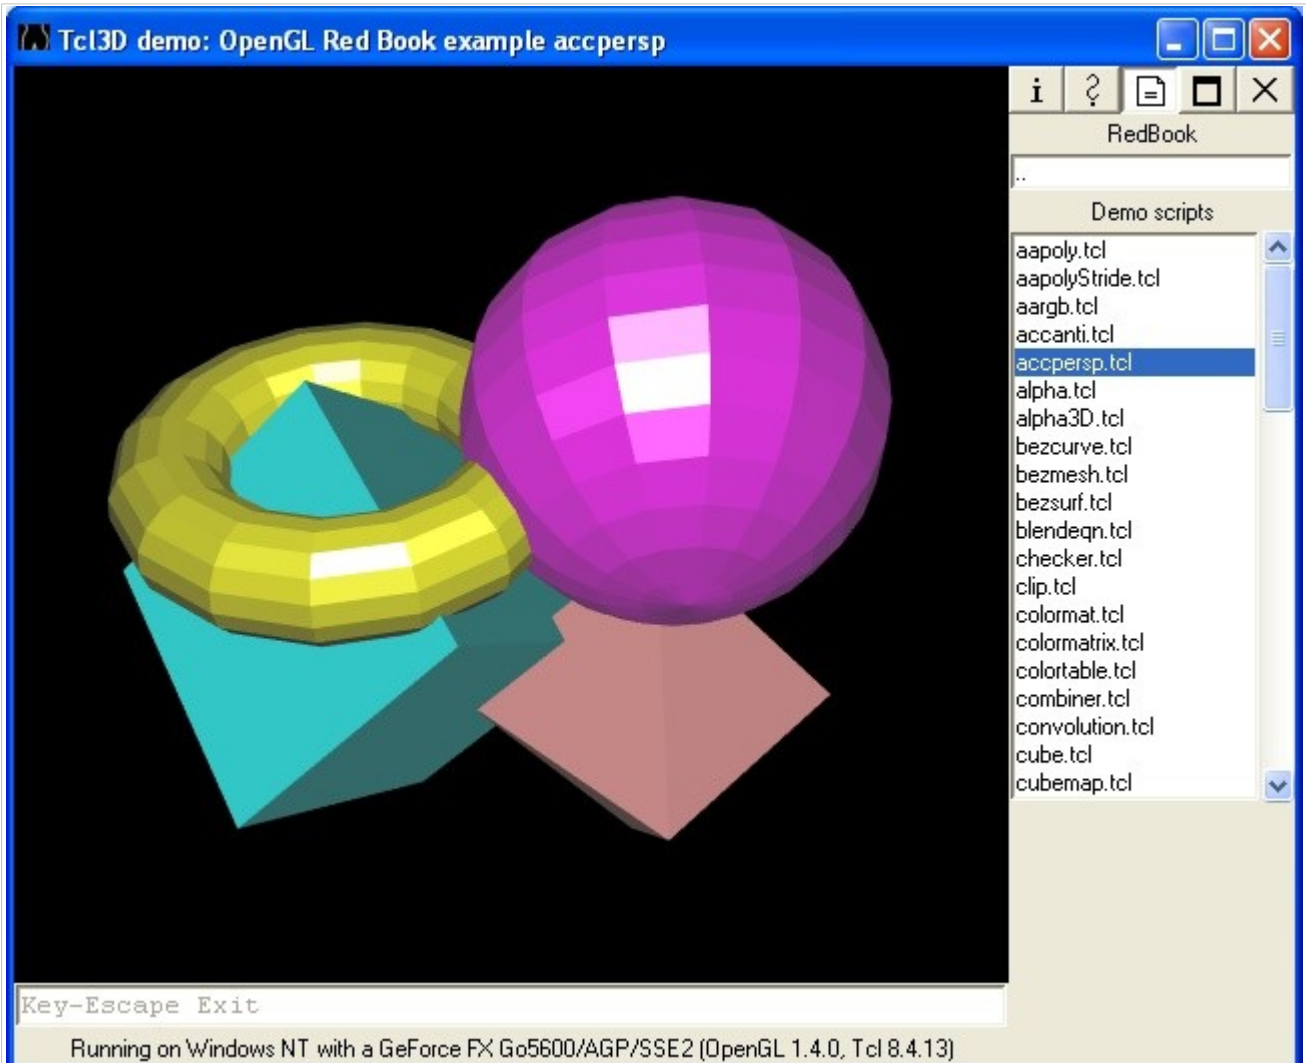 Tcl3D demo: OpenGL Red Book example accpersp
i ?
RedBook
..
Demo scripts
aapoly.tcl
aapolyStride.tcl
aargb.tcl
accanti.tcl
accpersp.tcl
alpha.tcl
alpha3D.tcl
bezcurve.tcl
bezmesh.tcl
bezsurf.tcl
blendeqn.tcl
checker.tcl
clip.tcl
colormat.tcl
colormatrix.tcl
colortable.tcl
combiner.tcl
convolution.tcl
cube.tcl
cubemap.tcl
Key-Escape Exit
Running on Windows NT with a GeForce FX Go5600/AGP/SSE2 (OpenGL 1.4.0, Tcl 8.4.13)